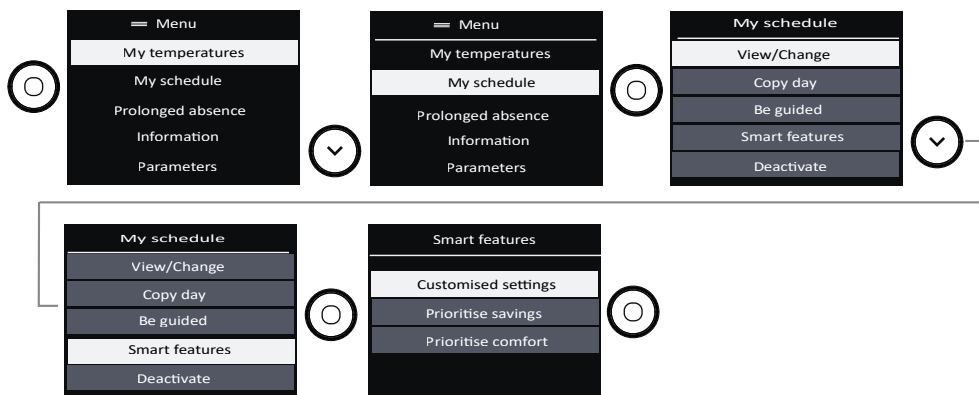 Menu
My temperatures
My schedule
Prolonged absence
Information
Parameters
Menu
My temperatures
My schedule
Prolonged absence
Information
Parameters
My schedule
View/Change
Copy day
Be guided
Smart features
Deactivate
My schedule
View/Change
Copy day
Be guided
Smart features
Deactivate
Smart features
Customised settings
Prioritise savings
Prioritise comfort